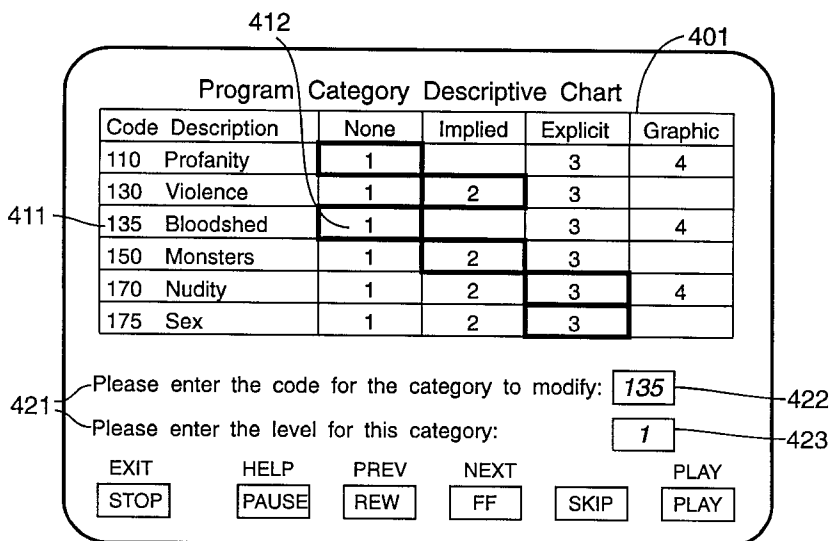 412
401
Program Category Descriptive Chart
Code Description None Implied Explicit Graphic
110 Profanity 1 3 4
130 Violence 1 2 3
411 135 Bloodshed 1 3 4
150 Monsters 1 2 3
170 Nudity 1 2 3 4
175 Sex 1 2 3
Please enter the code for the category to modify: 135 422
421
Please enter the level for this category: 1 423
EXIT HELP PREV NEXT PLAY
STOP PAUSE REW FF SKIP PLAY